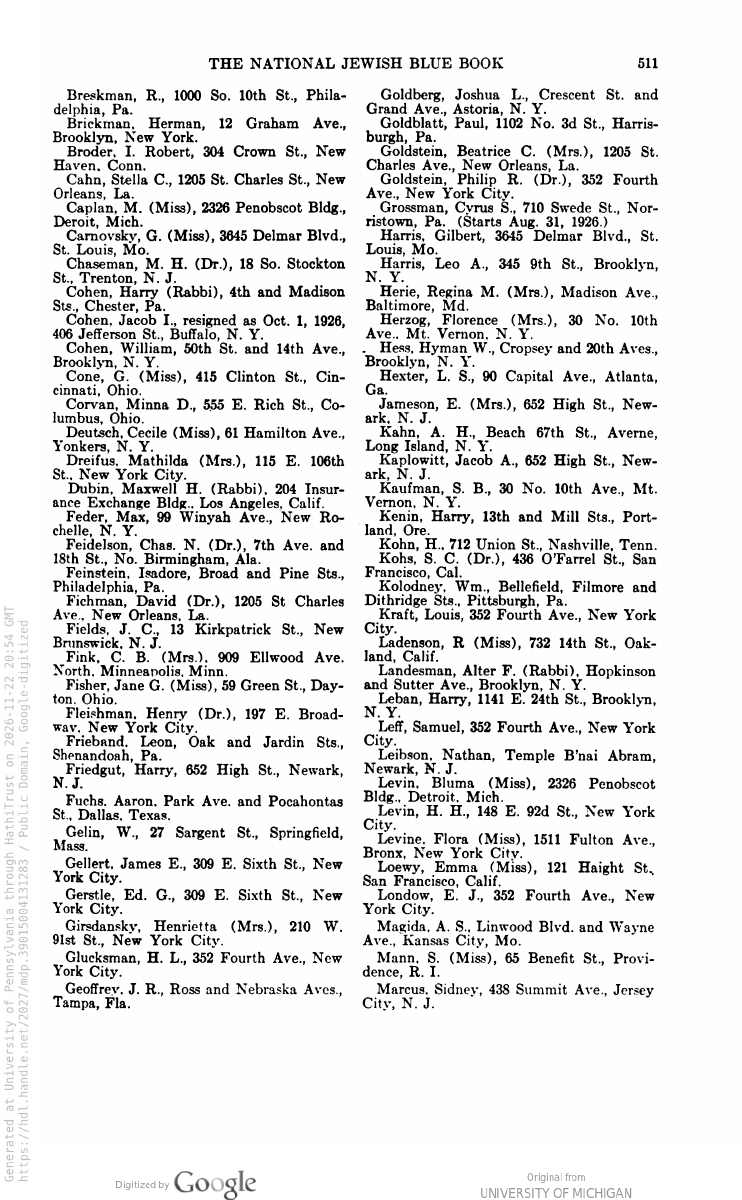 THE NATIONAL JEWISH BLUE BOOK 511
Breskman, R., 1000 So. 10th St., Phila-
delphia, Pa.
Brickman, Herman, 12 Graham Ave.,
Brooklyn, New York.
Broder, I. Robert, 304 Crown St., New
Haven, Conn.
Cahn, Stella C., 1205 St. Charles St., New
Orleans, La.
Caplan, M. (Miss), 2326 Penobscot Bldg.,
Deroit, Mich.
Carnovsky, G. (Miss), 3645 Delmar Blvd.,
St. Louis, Mo.
Chaseman, M. H. (Dr.), 18 So. Stockton
St., Trenton, N. J.
Cohen, Harry (Rabbi), 4th and Madison
Sts., Chester, Pa.
Cohen, Jacob I., resigned as Oct. 1, 1926,
406 Jefferson St., Buffalo, N. Y.
Cohen, William, 50th St. and 14th Ave.,
Brooklyn, N. Y.
Cone, G. (Miss), 415 Clinton St., Cin-
cinnati, Ohio.
Corvan, Minna D., 555 E. Rich St., Co-
lumbus, Ohio.
Deutsch, Cecile (Miss), 61 Hamilton Ave.,
Yonkers, N. Y.
Dreifus, Mathilda (Mrs.), 115 E. 106th
St., New York City.
Dubin, Maxwell H. (Rabbi), 204 Insur-
ance Exchange Bldg., Los Angeles, Calif.
Feder, Max, 99 Winyah Ave., New Ro-
chelle, N. Y.
Feidelson, Chas. N. (Dr.), 7th Ave. and
18th St., No. Birmingham, Ala.
Feinstein, Isadore, Broad and Pine Sts.,
Philadelphia, Pa.
Fichman, David (Dr.), 1205 St Charles
Ave., New Orleans, La.
Fields, J. C., 13 Kirkpatrick St., New
Brunswick, N. J.
Fink, C. B. (Mrs.), 909 Ellwood Ave.
North, Minneapolis, Minn.
Fisher, Jane G. (Miss), 59 Green St., Day-
ton, Ohio.
Fleishman, Henry (Dr.), 197 E. Broad-
way, New York City.
Frieband, Leon, Oak and Jardin Sts.,
Shenandoah, Pa.
Friedgut, Harry, 652 High St., Newark,
N. J.
Fuchs, Aaron, Park Ave. and Pocahontas
St., Dallas, Texas.
Gelin, W., 27 Sargent St., Springfield,
Mass.
Gellert, James E., 309 E. Sixth St., New
York City.
Gerstle, Ed. G., 309 E. Sixth St., New
York City.
Girsdansky, Henrietta (Mrs.), 210 W.
91st St., New York City.
Glucksman, H. L., 352 Fourth Ave., New
York City.
Geoffrey, J. R., Ross and Nebraska Aves.,
Tampa, Fla.
Goldberg, Joshua L., Crescent St. and
Grand Ave., Astoria, N. Y.
Goldblatt, Paul, 1102 No. 3d St., Harris-
burgh, Pa.
Goldstein, Beatrice C. (Mrs.), 1205 St.
Charles Ave., New Orleans, La.
Goldstein, Philip R. (Dr.), 352 Fourth
Ave., New York City.
Grossman, Cyrus S., 710 Swede St., Nor-
ristown, Pa. (Starts Aug. 31, 1926.)
Harris, Gilbert, 3645 Delmar Blvd., St.
Louis, Mo.
Harris, Leo A., 345 9th St., Brooklyn,
N. Y.
Herie, Regina M. (Mrs.), Madison Ave.,
Baltimore, Md.
Herzog, Florence (Mrs.), 30 No. 10th
Ave., Mt. Vernon, N. Y.
Hess, Hyman W., Cropsey and 20th Aves.,
Brooklyn, N. Y.
Hexter, L. S., 90 Capital Ave., Atlanta,
Ga.
Jameson, E. (Mrs.), 652 High St., New-
ark, N. J.
Kahn, A. H., Beach 67th St., Averne,
Long Island, N. Y.
Kaplowitt, Jacob A., 652 High St., New-
ark, N. J.
Kaufman, S. B., 30 No. 10th Ave., Mt.
Vernon, N. Y.
Kenin, Harry, 13th and Mill Sts., Port-
land, Ore.
Kohn, H., 712 Union St., Nashville, Tenn.
Kohs, S. C. (Dr.), 436 O'Farrel St., San
Francisco, Cal.
Kolodney, Wm., Bellefield, Filmore and
Dithridge Sts., Pittsburgh, Pa.
Kraft, Louis, 352 Fourth Ave., New York
City.
Ladenson, R (Miss), 732 14th St., Oak-
land, Calif.
Landesman, Alter F. (Rabbi), Hopkinson
and Sutter Ave., Brooklyn, N. Y.
Leban, Harry, 1141 E. 24th St., Brooklyn,
N. Y.
Leff, Samuel, 352 Fourth Ave., New York
City.
Leibson, Nathan, Temple B'nai Abram,
Newark, N. J.
Levin, Bluma (Miss), 2326 Penobscot
Bldg., Detroit, Mich.
Levin, H. H., 148 E. 92d St., New York
City.
Levine, Flora (Miss), 1511 Fulton Ave.,
Bronx, New York City.
Loewy, Emma (Miss), 121 Haight St.,
San Francisco, Calif.
Londow, E. J., 352 Fourth Ave., New
York City.
Magida, A. S., Linwood Blvd. and Wayne
Ave., Kansas City, Mo.
Mann, S. (Miss), 65 Benefit St., Provi-
dence, R. I.
Marcus, Sidney, 438 Summit Ave., Jersey
City, N. J.
Generated at University of Pennsylvania through HathiTrust on 2026-11-22 20:54 GMT
https://hdl.handle.net/2027/mdp.39015004131283 / Public Domain, Google-digitized
Digitized by Google
Original from
UNIVERSITY OF MICHIGAN